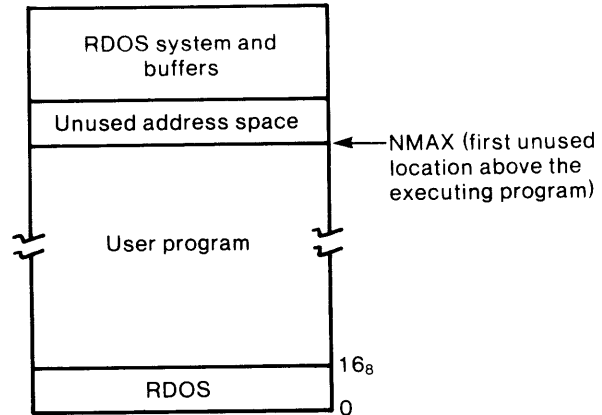 RDOS system and
buffers
Unused address space
NMAX (first unused
location above the
executing program)
User program
16₈
RDOS
0